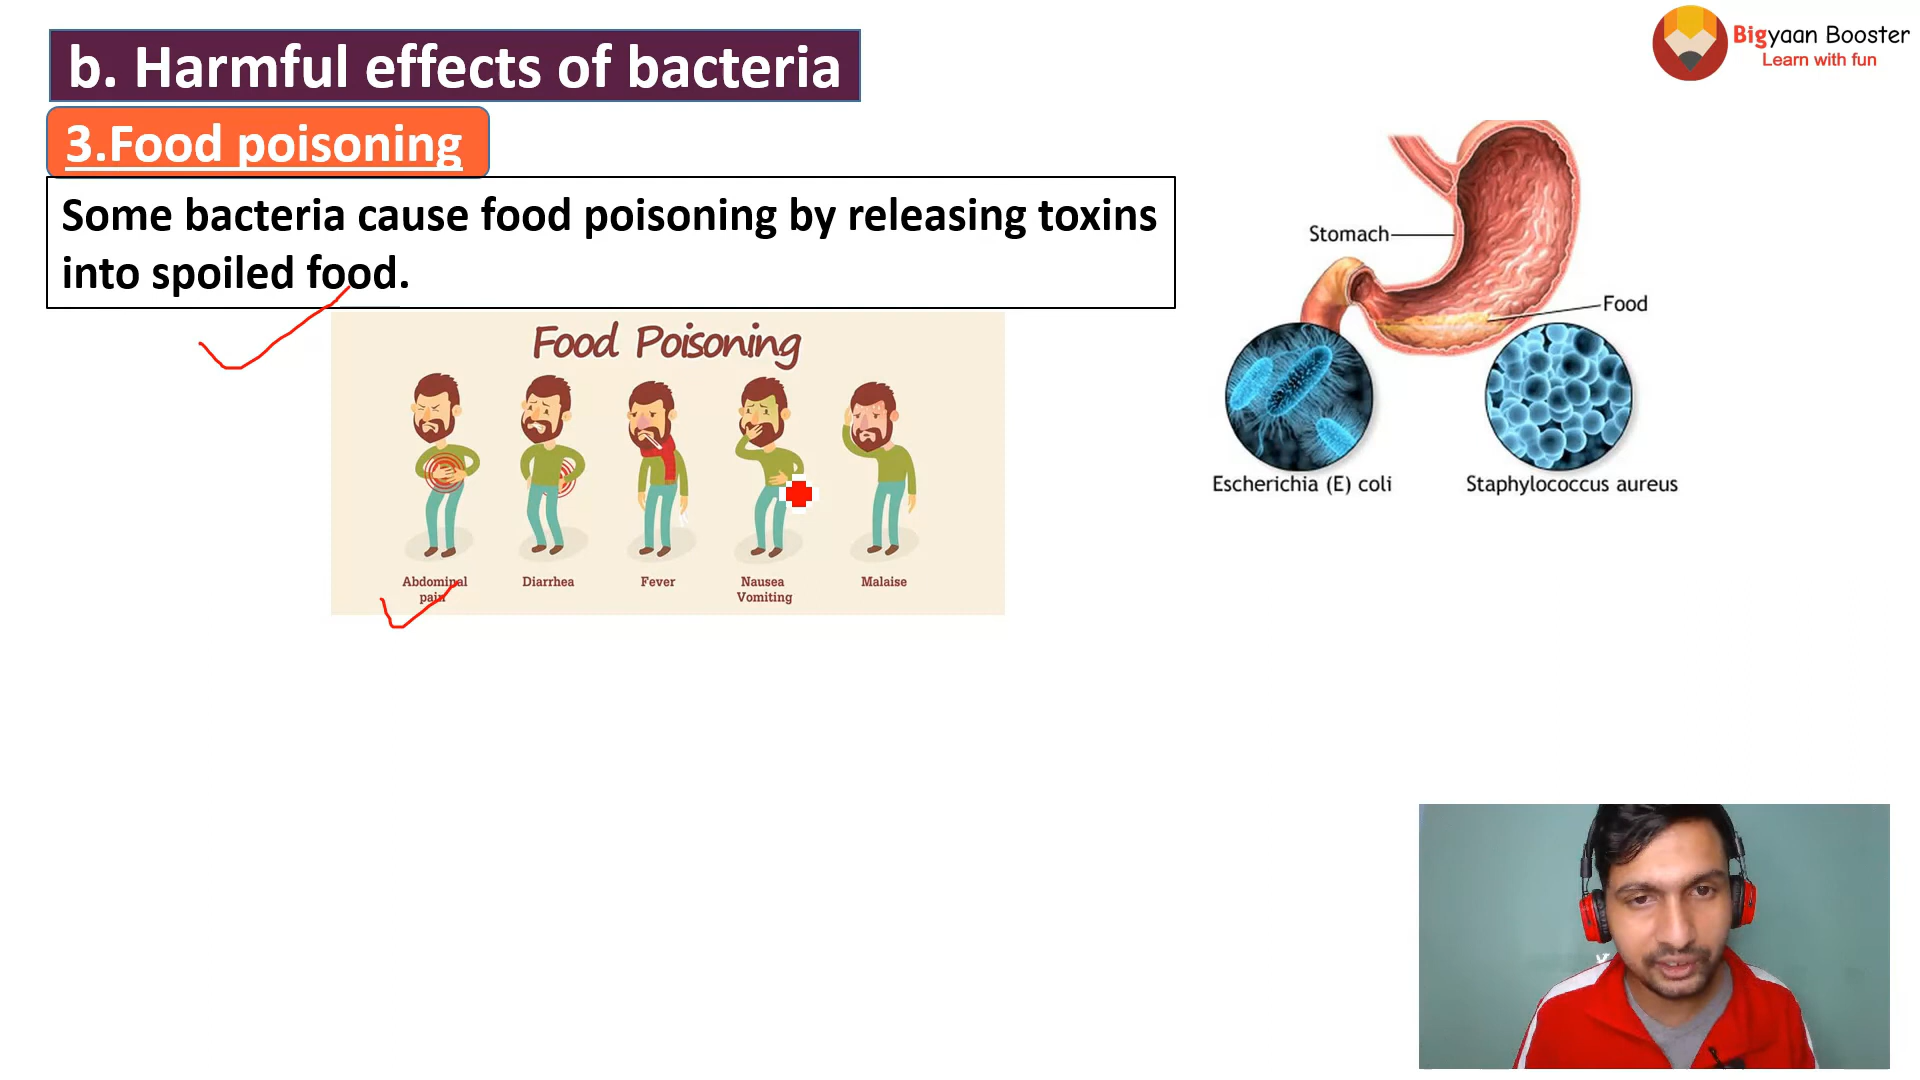 b. Harmful effects of bacteria
Bigyaan Booster
Learn with fun
3.Food poisoning
Some bacteria cause food poisoning by releasing toxins
into spoiled food.
Stomach
Food
Escherichia (E) coli
Staphylococcus aureus
Food Poisoning
Abdominal
pain
Diarrhea
Fever
Nausea
Vomiting
Malaise